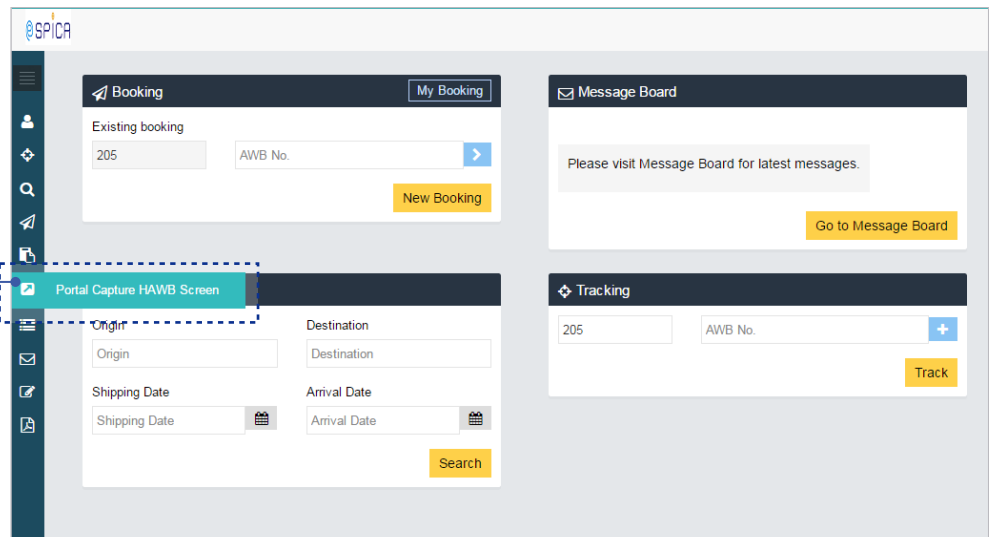 SPICA
Booking
My Booking
Existing booking
205
AWB No.
New Booking
Message Board
Please visit Message Board for latest messages.
Go to Message Board
Portal Capture HAWB Screen
Origin
Destination
Origin
Destination
Shipping Date
Arrival Date
Shipping Date
Arrival Date
Search
Tracking
205
AWB No.
Track